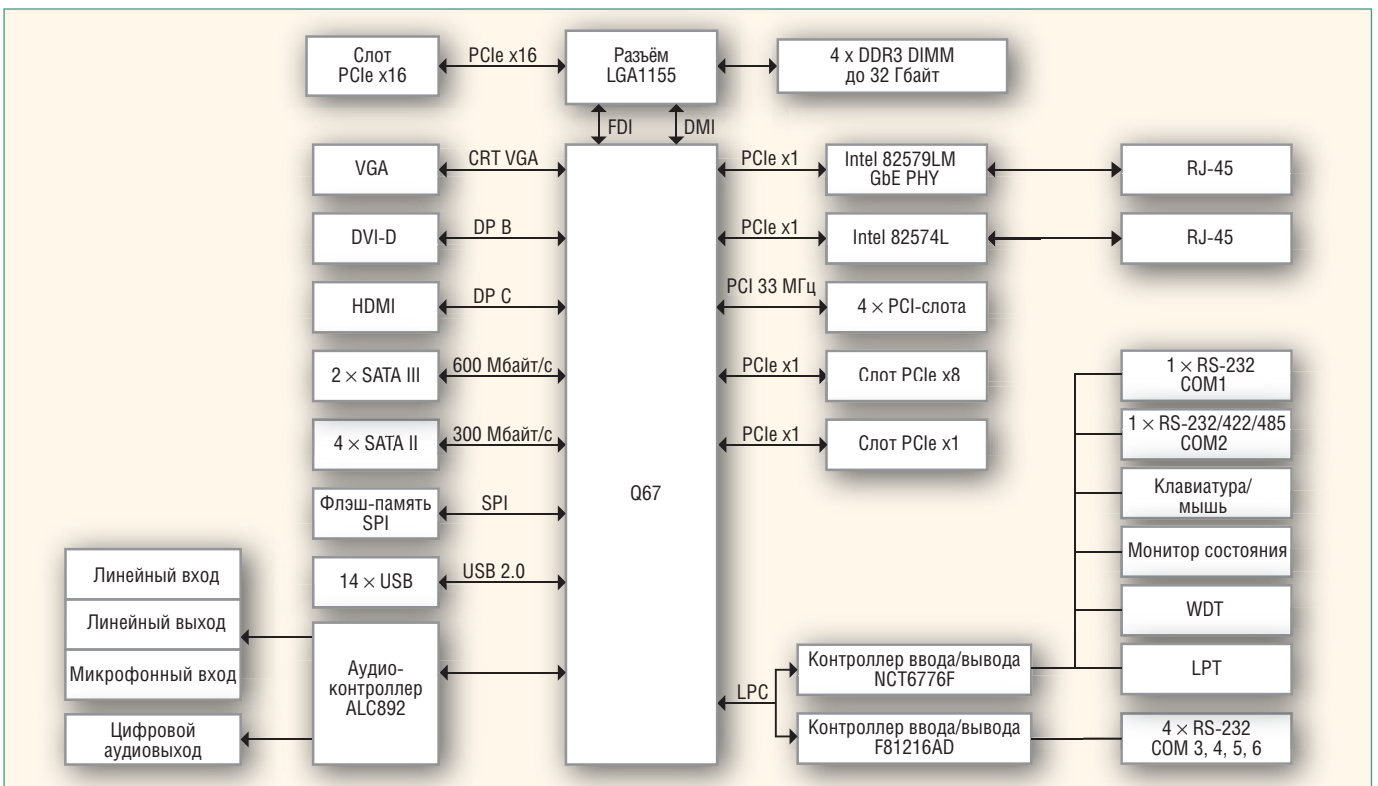 Слот
PCIe x16
PCIe x16
Разъём
LGA1155
4 x DDR3 DIMM
до 32 Гбайт
FDI
DMI
VGA
CRT VGA
PCIe x1
Intel 82579LM
GbE PHY
RJ-45
DVI-D
DP B
PCIe x1
Intel 82574L
RJ-45
HDMI
DP C
PCI 33 МГц
4 × PCI-слота
2 × SATA III
600 Мбайт/с
PCIe x1
Слот PCIe x8
4 × SATA II
300 Мбайт/с
PCIe x1
Слот PCIe x1
Флэш-память
SPI
SPI
Q67
14 × USB
USB 2.0
Линейный вход
Линейный выход
Микрофонный вход
Цифровой
аудиовыход
Аудио-
контроллер
ALC892
LPC
Контроллер ввода/вывода
NCT6776F
Контроллер ввода/вывода
F81216AD
1 × RS-232
COM1
1 × RS-232/422/485
COM2
Клавиатура/
мышь
Монитор состояния
WDT
LPT
4 × RS-232
COM 3, 4, 5, 6